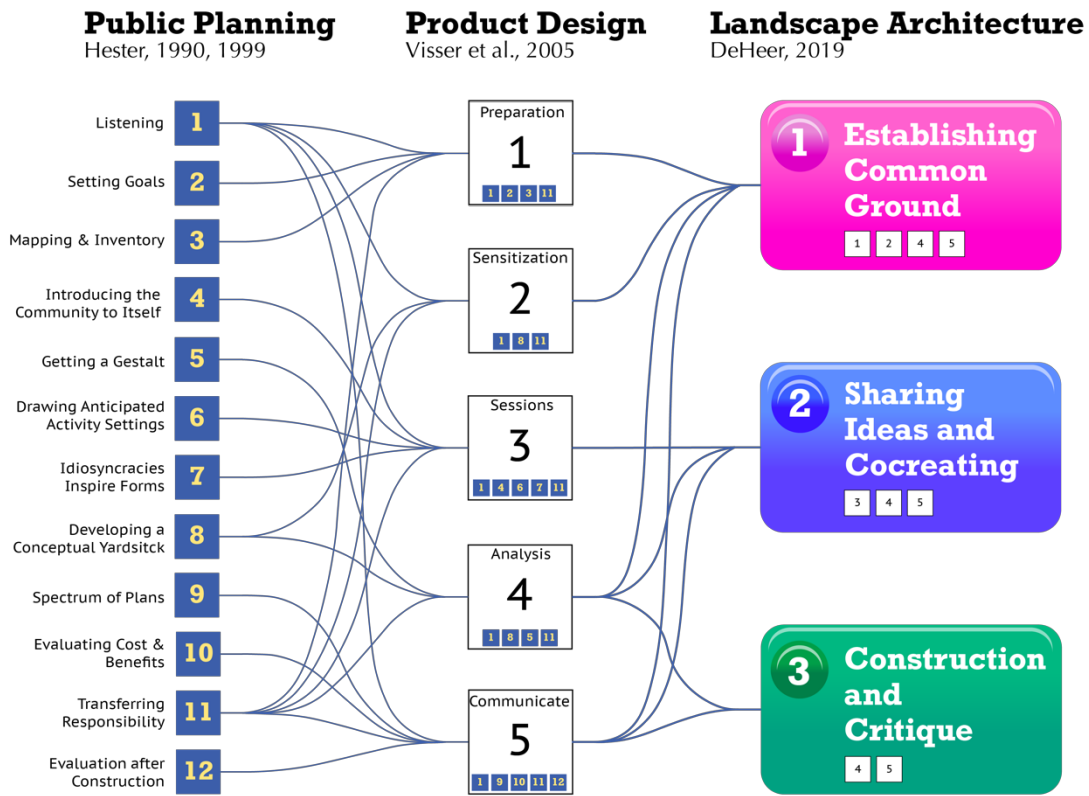 Public Planning
Hester, 1990, 1999
Product Design
Visser et al., 2005
Landscape Architecture
DeHeer, 2019
Listening
1
Setting Goals
2
Mapping & Inventory
3
Introducing the
Community to Itself
4
Getting a Gestalt
5
Drawing Anticipated
Activity Settings
6
Idiosyncracies
Inspire Forms
7
Developing a
Conceptual Yardsitck
8
Spectrum of Plans
9
Evaluating Cost &
Benefits
10
Transferring
Responsibility
11
Evaluation after
Construction
12
Preparation
1
1 2 3 11
Sensitization
2
1 8 11
Sessions
3
1 4 6 7 11
Analysis
4
1 8 5 11
Communicate
5
1 9 10 11 12
1
Establishing
Common
Ground
1 2 4 5
2
Sharing
Ideas and
Cocreating
3 4 5
3
Construction
and
Critique
4 5